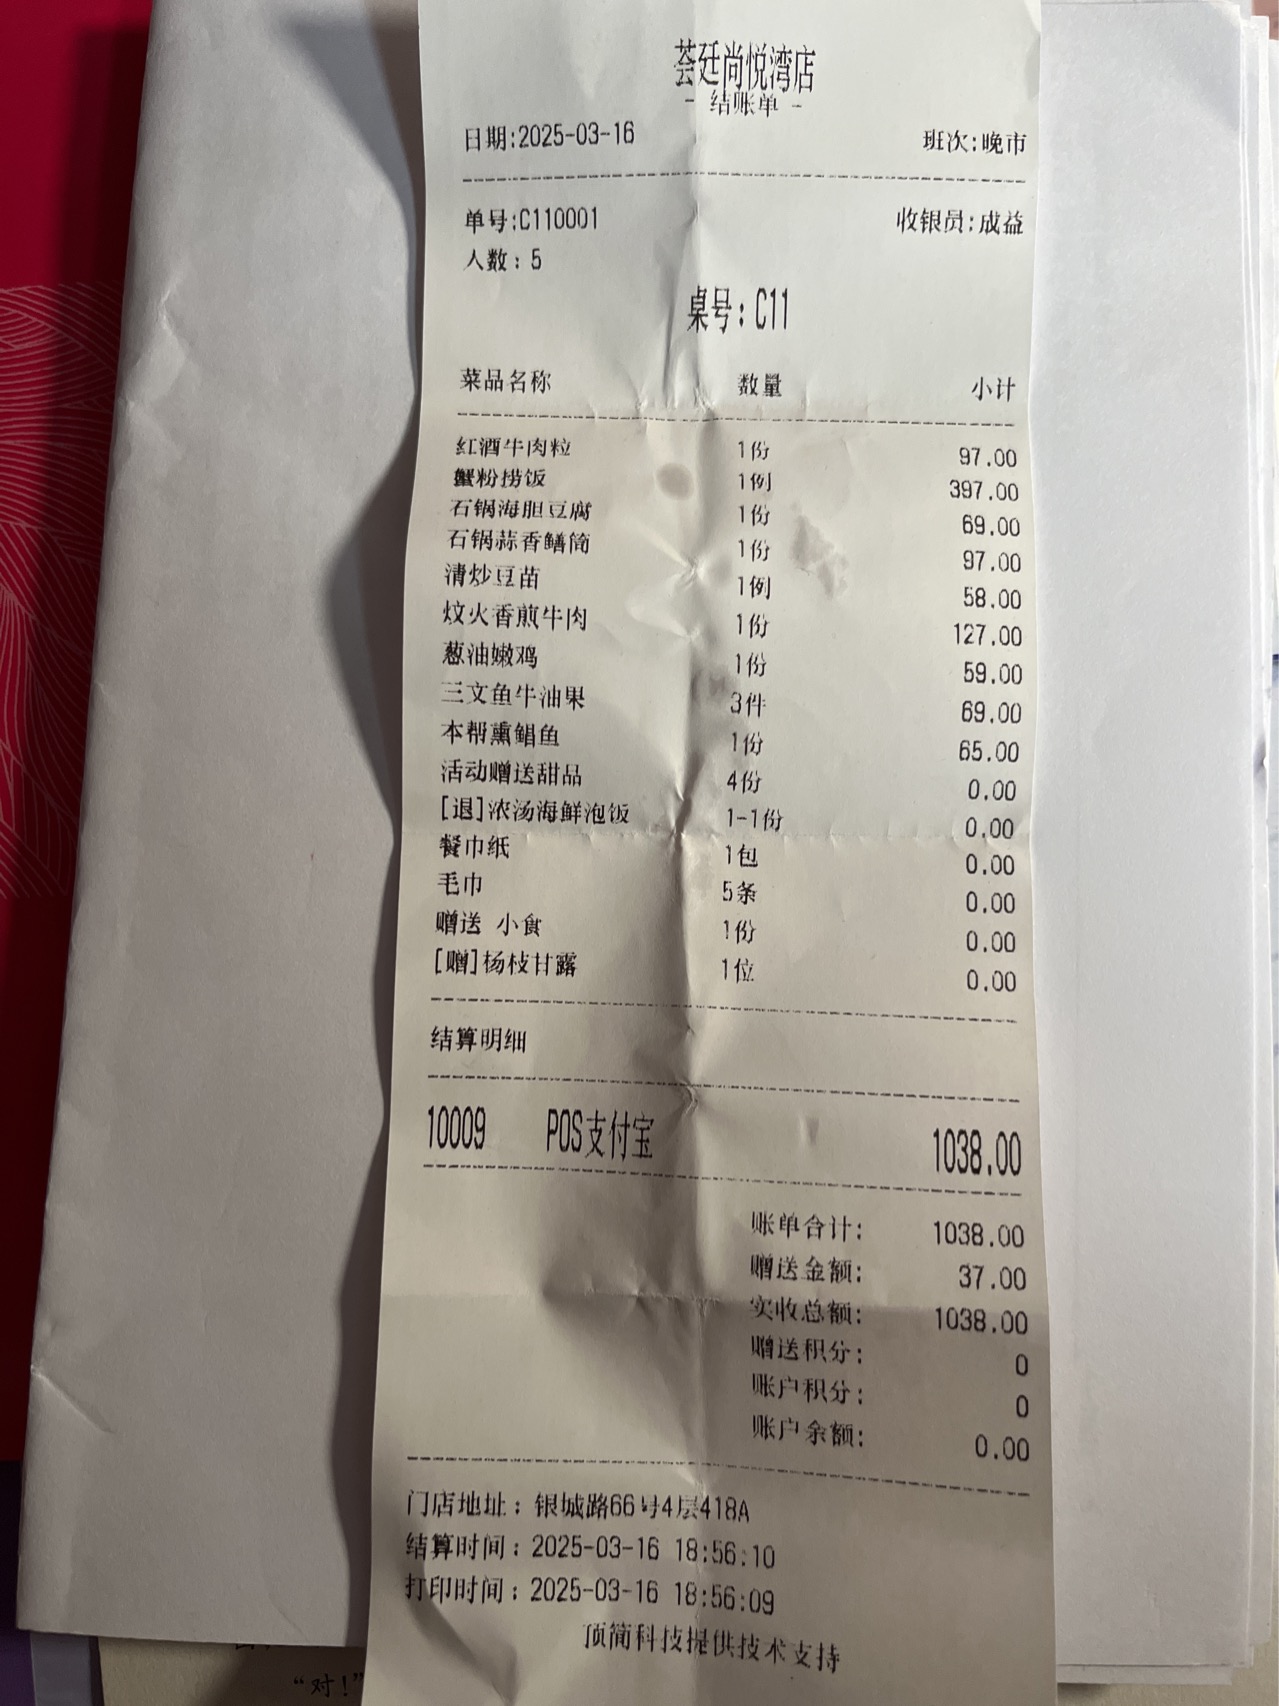 荟廷尚悦湾店
- 结账单 -
日期:2025-03-16 班次:晚市
单号:C110001 收银员:成益
人数: 5
桌号: C11
菜品名称 数量 小计
红酒牛肉粒 1份 97.00
蟹粉捞饭 1例 397.00
石锅海胆豆腐 1份 69.00
石锅蒜香鳝筒 1份 97.00
清炒豆苗 1例 58.00
炆火香煎牛肉 1份 127.00
葱油嫩鸡 1份 59.00
三文鱼牛油果 3件 69.00
本帮熏鲳鱼 1份 65.00
活动赠送甜品 4份 0.00
[退]浓汤海鲜泡饭 1-1份 0.00
餐巾纸 1包 0.00
毛巾 5条 0.00
赠送 小食 1份 0.00
[赠]杨枝甘露 1位 0.00
结算明细
10009 POS支付宝 1038.00
账单合计: 1038.00
赠送金额: 37.00
实收总额: 1038.00
赠送积分: 0
账户积分: 0
账户余额: 0.00
门店地址: 银城路66号4层418A
结算时间: 2025-03-16 18:56:10
打印时间: 2025-03-16 18:56:09
顶简科技提供技术支持
“对!”